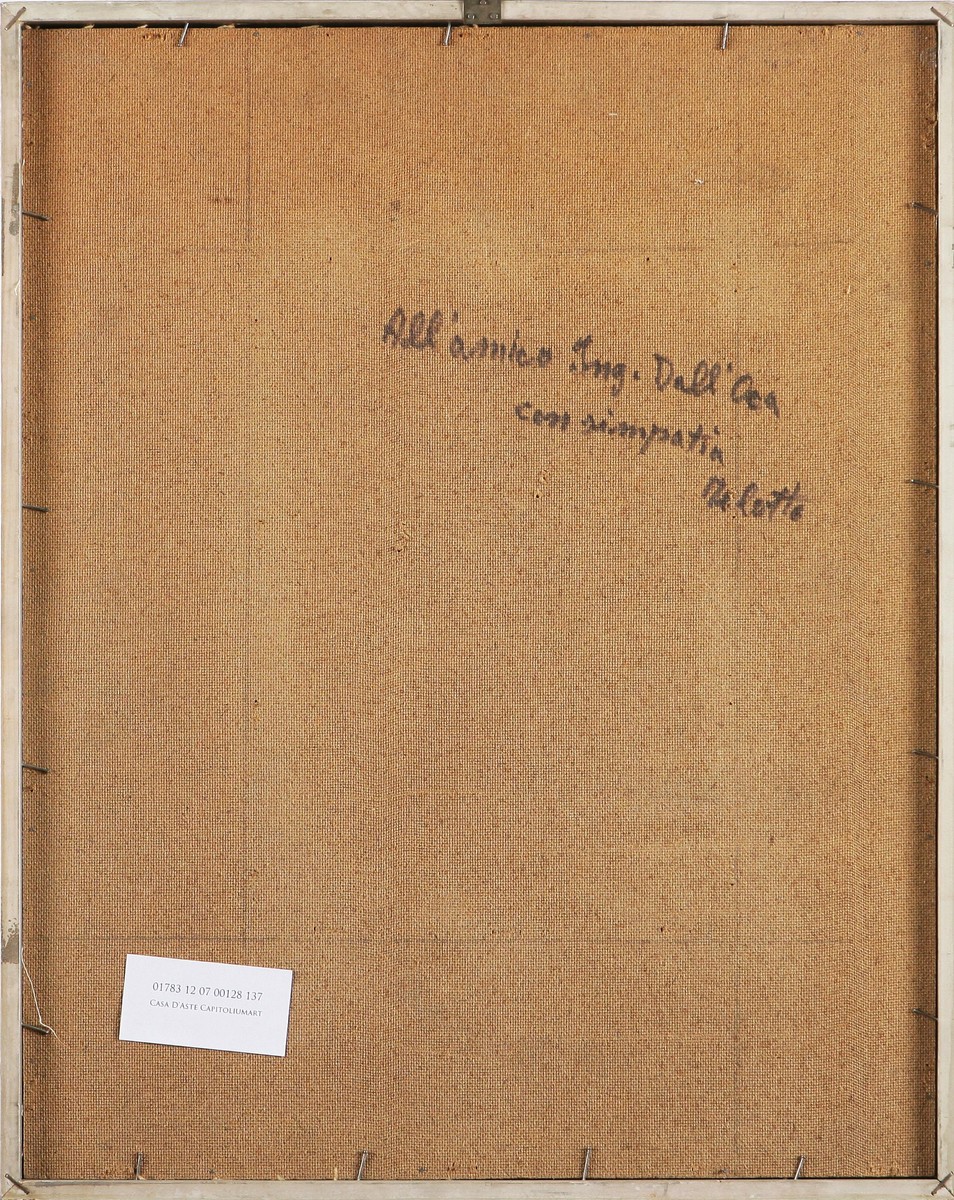 All'amico Ing. Dall'Oca
con simpatia
01783 12 07 00128 137
CASA D'ASTE CAPITOLIUMART